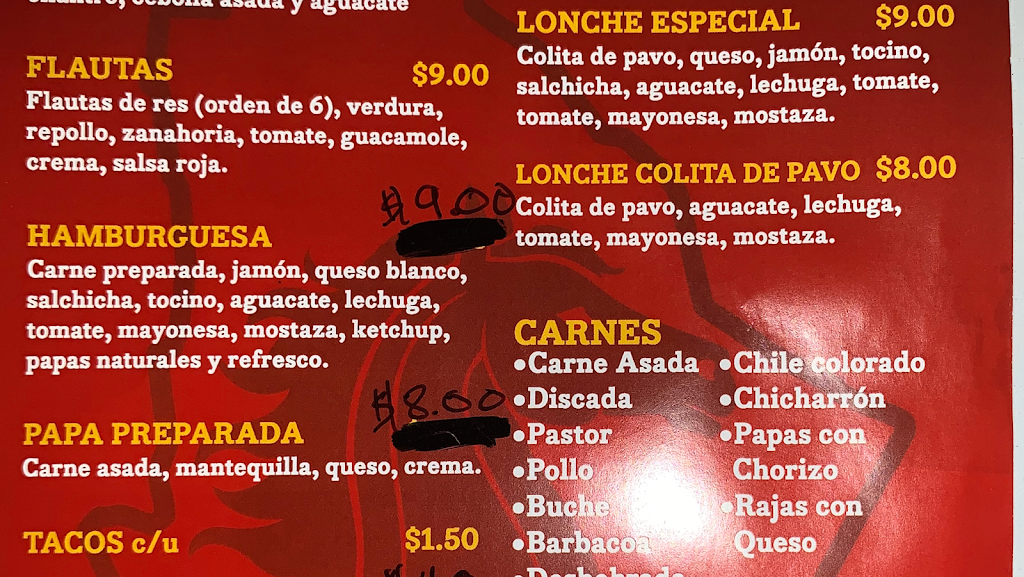 cebolla asada y aguacate
FLAUTAS $9.00
Flautas de res (orden de 6), verdura,
repollo, zanahoria, tomate, guacamole,
crema, salsa roja.
$9.00
HAMBURGUESA
Carne preparada, jamón, queso blanco,
salchicha, tocino, aguacate, lechuga,
tomate, mayonesa, mostaza, ketchup,
papas naturales y refresco.
$8.00
PAPA PREPARADA
Carne asada, mantequilla, queso, crema.
TACOS c/u $1.50
LONCHE ESPECIAL $9.00
Colita de pavo, queso, jamón, tocino,
salchicha, aguacate, lechuga, tomate,
tomate, mayonesa, mostaza.
LONCHE COLITA DE PAVO $8.00
Colita de pavo, aguacate, lechuga,
tomate, mayonesa, mostaza.
CARNES
•Carne Asada
•Discada
•Pastor
•Pollo
•Buche
•Barbacoa
•Chile colorado
•Chicharrón
•Papas con
Chorizo
•Rajas con
Queso